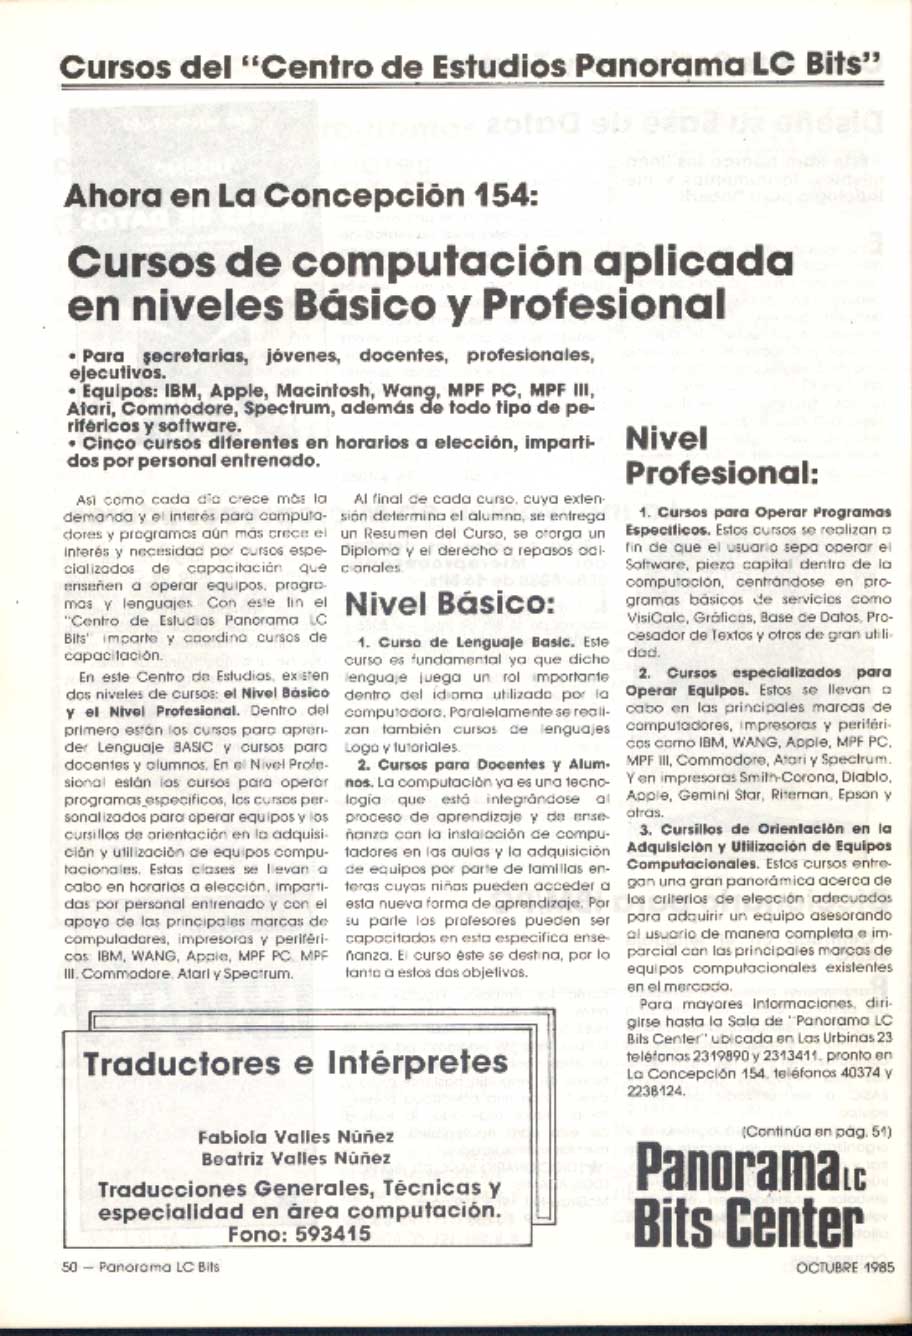 Cursos del "Centro de Estudios Panorama LC Bits"
Ahora en La Concepción 154:
Cursos de computación aplicada
en niveles Básico y Profesional
• Para secretarias, jóvenes, docentes, profesionales,
ejecutivos.
• Equipos: IBM, Apple, Macintosh, Wang, MPF PC, MPF III,
Atari, Commodore, Spectrum, además de todo tipo de pe-
riféricos y software.
• Cinco cursos diferentes en horarios a elección, imparti-
dos por personal entrenado.
Así como cada día crece más la
demanda y el interés para computa-
dores y programas aún más crece el
interés y necesidad por cursos espe-
cializados de capacitación que
enseñen a operar equipos, progra-
mas y lenguajes. Con este fin el
"Centro de Estudios Panorama LC
Bits" imparte y coordina cursos de
capacitación.
En este Centro de Estudios, existen
dos niveles de cursos: el Nivel Básico
y el Nivel Profesional. Dentro del
primero están los cursos para apren-
der Lenguaje BASIC y cursos para
docentes y alumnos. En el Nivel Profe-
sional están los cursos para operar
programas específicos, los cursos per-
sonalizados para operar equipos y los
cursillos de orientación en la adquisi-
ción y utilización de equipos compu-
tacionales. Estas clases se llevan a
cabo en horarios a elección, imparti-
das por personal entrenado y con el
apoyo de las principales marcas de
computadores, impresoras y periféri-
cos IBM, WANG, Apple, MPF PC, MPF
III, Commodore, Atari y Spectrum.
Al final de cada curso, cuya exten-
sión determina el alumno, se entrega
un Resumen del Curso, se otorga un
Diploma y el derecho a repasos adi-
cionales.
Nivel Básico:
1. Curso de Lenguaje Basic. Este
curso es fundamental ya que dicho
lenguaje juega un rol importante
dentro del idioma utilizado por la
computadora. Paralelamente se reali-
zan también cursos de lenguajes
Logo y tutoriales.
2. Cursos para Docentes y Alum-
nos. La computación ya es una tecno-
logía que está integrándose al
proceso de aprendizaje y de ense-
ñanza con la instalación de compu-
tadores en las aulas y la adquisición
de equipos por parte de familias en-
teras cuyos niños pueden acceder a
esta nueva forma de aprendizaje. Por
su parte los profesores pueden ser
capacitados en esta específica ense-
ñanza. El curso éste se destina, por lo
tanto a estos dos objetivos.
Nivel
Profesional:
1. Cursos para Operar Programas
Específicos. Estos cursos se realizan a
fin de que el usuario sepa operar el
Software, pieza capital dentro de la
computación, centrándose en pro-
gramas básicos de servicios como
VisiCalc, Gráficas, Base de Datos, Pro-
cesador de Textos y otros de gran utili-
dad.
2. Cursos especializados para
Operar Equipos. Estos se llevan a
cabo en las principales marcas de
computadores, impresoras y periféri-
cos como IBM, WANG, Apple, MPF PC,
MPF III, Commodore, Atari y Spectrum.
Y en impresoras Smith-Corona, Diablo,
Apple, Gemini Star, Riteman, Epson y
otras.
3. Cursillos de Orientación en la
Adquisición y Utilización de Equipos
Computacionales. Estos cursos entre-
gan una gran panorámica acerca de
los criterios de elección adecuados
para adquirir un equipo asesorando
al usuario de manera completa e im-
parcial con las principales marcas de
equipos computacionales existentes
en el mercado.
Para mayores informaciones, diri-
girse hasta la Sala de "Panorama LC
Bits Center" ubicada en Las Urbinas 23
teléfonos 2319890 y 2313411, pronto en
La Concepción 154, teléfonos 40374 y
2238124.
(Continúa en pág. 51)
Panorama LC
Bits Center
Traductores e Intérpretes
Fabiola Valles Núñez
Beatriz Valles Núñez
Traducciones Generales, Técnicas y
especialidad en área computación.
Fono: 593415
50 — Panorama LC Bits
OCTUBRE 1985